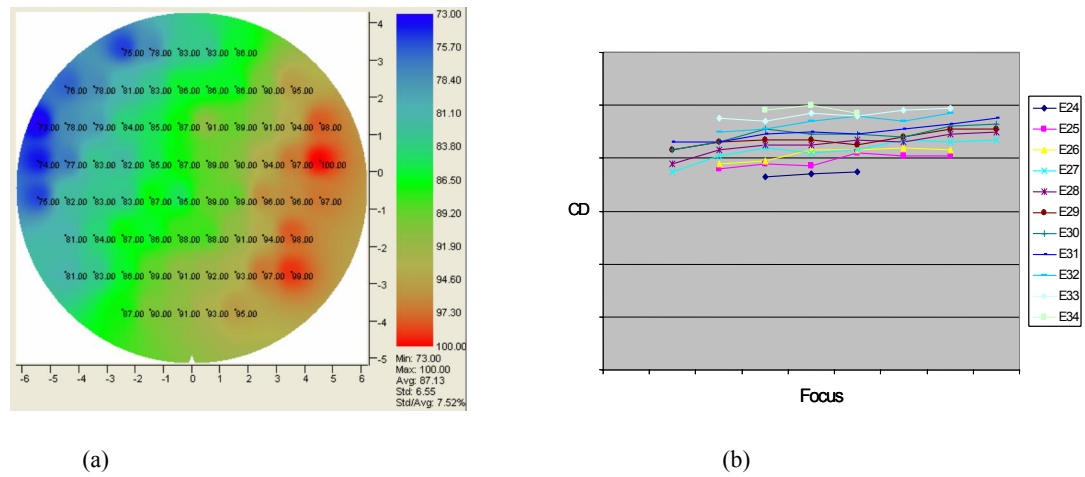 75.00 78.00 83.00 83.00 86.00
76.00 78.00 81.00 84.00 87.00 86.00 87.00 90.00 95.00
73.00 77.00 83.00 83.00 86.00 91.00 89.00 91.00 94.00 98.00
74.00 77.00 83.00 84.00 87.00 89.00 90.00 93.00 97.00 100.00
75.00 82.00 83.00 86.00 87.00 85.00 90.00 94.00 96.00 97.00
81.00 84.00 87.00 86.00 88.00 88.00 91.00 94.00 98.00
81.00 83.00 86.00 89.00 91.00 92.00 93.00 97.00 99.00
87.00 90.00 91.00 93.00 95.00
-6 -5 -4 -3 -2 -1 0 1 2 3 4 5 6
4
3
2
1
0
-1
-2
-3
-4
-5
73.00
75.70
78.40
81.10
83.80
86.50
89.20
91.90
94.60
97.30
100.00
Min: 73.00
Max: 100.00
Avg: 87.13
Std: 6.55
Std/Avg: 7.52%
(a)
CD
Focus
E24
E25
E26
E27
E28
E29
E30
E31
E32
E33
E34
(b)